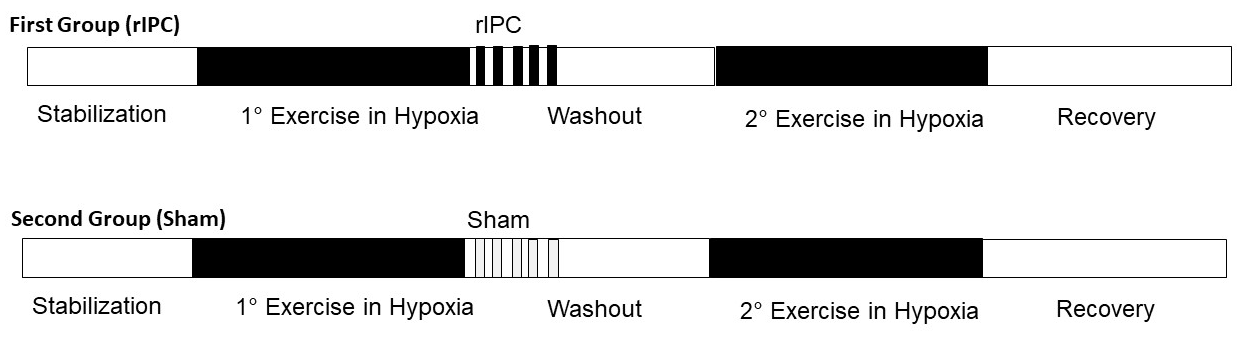 First Group (rIPC)
rIPC
Stabilization
1° Exercise in Hypoxia
Washout
2° Exercise in Hypoxia
Recovery
Second Group (Sham)
Sham
Stabilization
1° Exercise in Hypoxia
Washout
2° Exercise in Hypoxia
Recovery